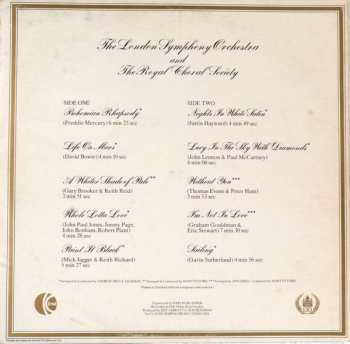 The London Symphony Orchestra
and
The Royal Choral Society
SIDE ONE
Bohemian Rhapsody*
(Freddie Mercury) 6 min 23 sec
Life On Mars*
(David Bowie) 4 min 19 sec
A Whiter Shade of Pale***
(Gary Brooker & Keith Reid)
3 min 51 sec
Whole Lotta Love*
(John Paul Jones, Jimmy Page,
John Bonham, Robert Plant)
4 min 28 sec
Paint It Black*
(Mick Jagger & Keith Richard)
3 min 27 sec
SIDE TWO
Nights In White Satin*
(Justin Hayward) 4 min 49 sec
Lucy In The Sky With Diamonds*
(John Lennon & Paul McCartney)
6 min 06 sec
Without You***
(Thomas Evans & Peter Ham)
3 min 53 sec
I'm Not In Love**
(Graham Gouldman &
Eric Stewart) 7 min 30 sec
Sailing*
(Gavin Sutherland) 4 min 36 sec